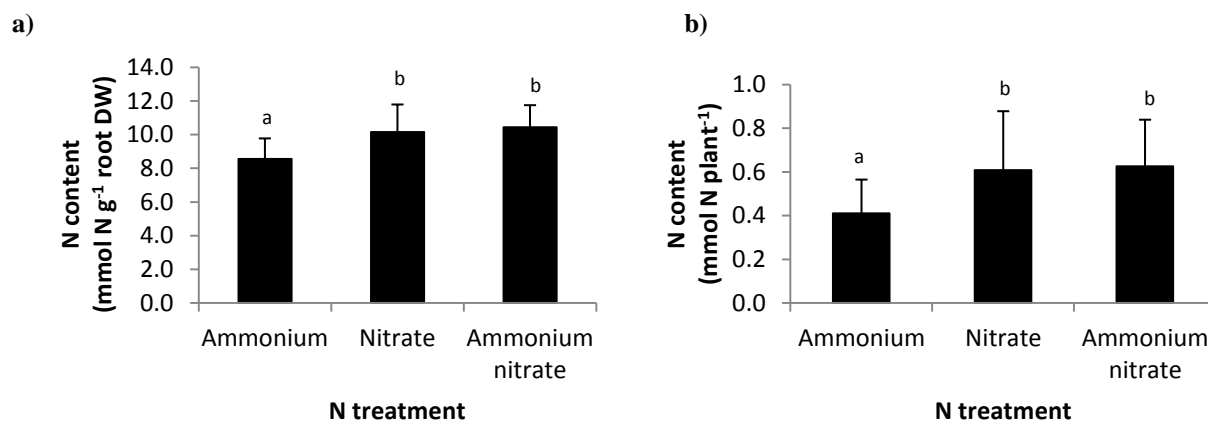 a)
N content
(mmol N g⁻¹ root DW)
14.0
12.0
10.0
8.0
6.0
4.0
2.0
0.0
a
b
b
Ammonium
Nitrate
Ammonium
nitrate
N treatment
b)
N content
(mmol N plant⁻¹)
1.0
0.8
0.6
0.4
0.2
0.0
a
b
b
Ammonium
Nitrate
Ammonium
nitrate
N treatment